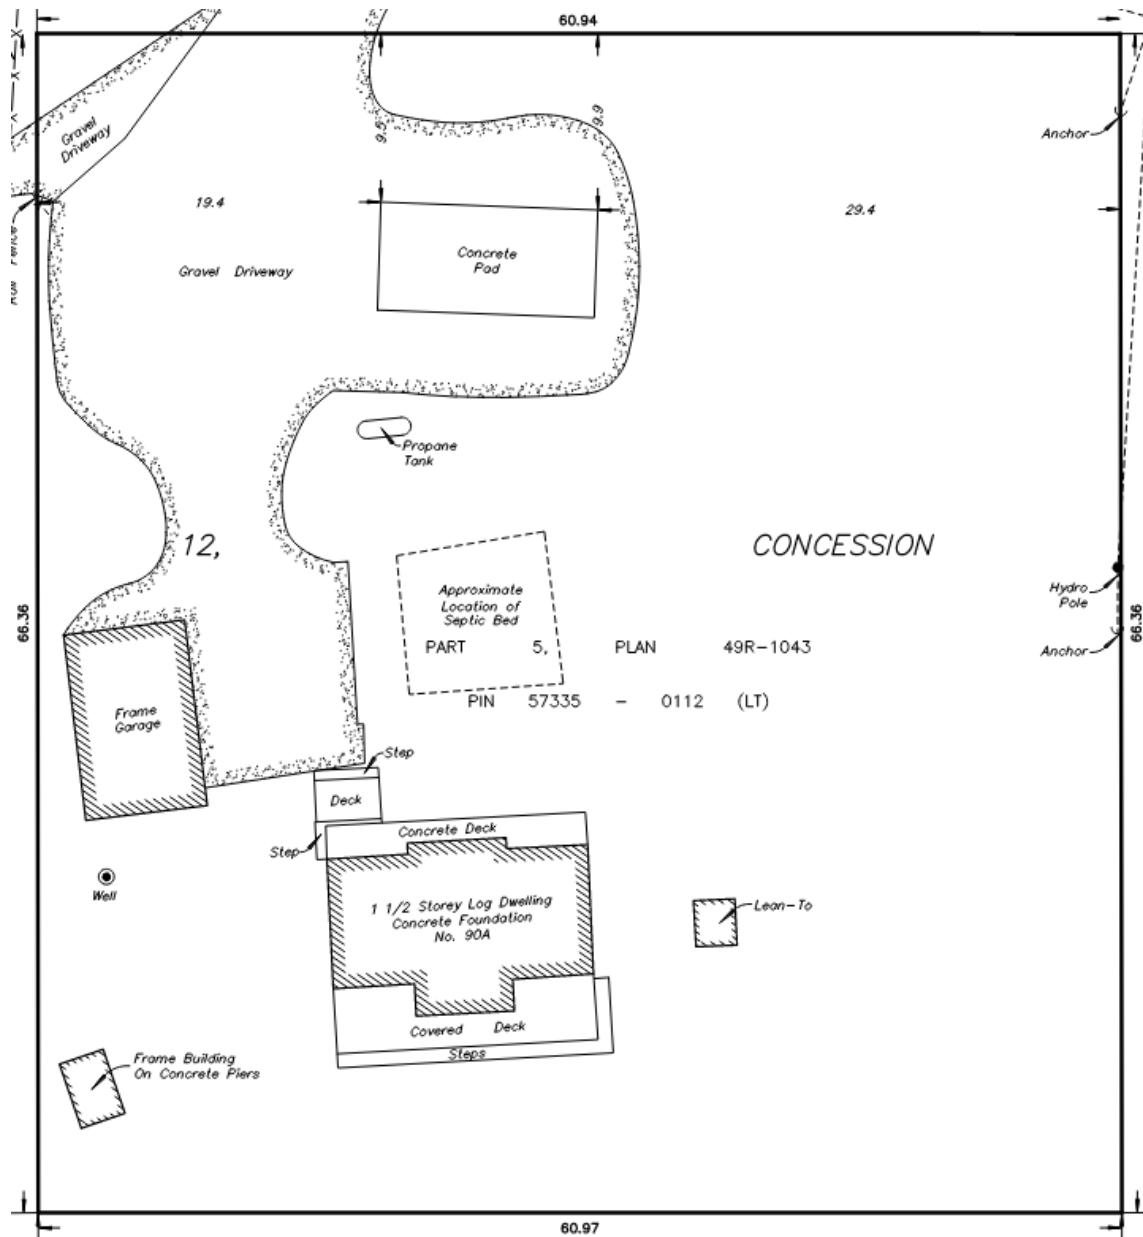 60.94
Gravel
Driveway
9.5
9.9
Anchor
19.4
29.4
Fence
Concrete
Pad
Gravel Driveway
Propane
Tank
12,
CONCESSION
Approximate
Location of
Septic Bed
Hydro
Pole
66.36
66.36
PART 5, PLAN 49R-1043
Anchor
PIN 57335 - 0112 (LT)
Frame
Garage
Step
Deck
Concrete Deck
Step
Well
1 1/2 Storey Log Dwelling
Concrete Foundation
No. 90A
Lean-To
Covered Deck
Steps
Frame Building
On Concrete Piers
60.97